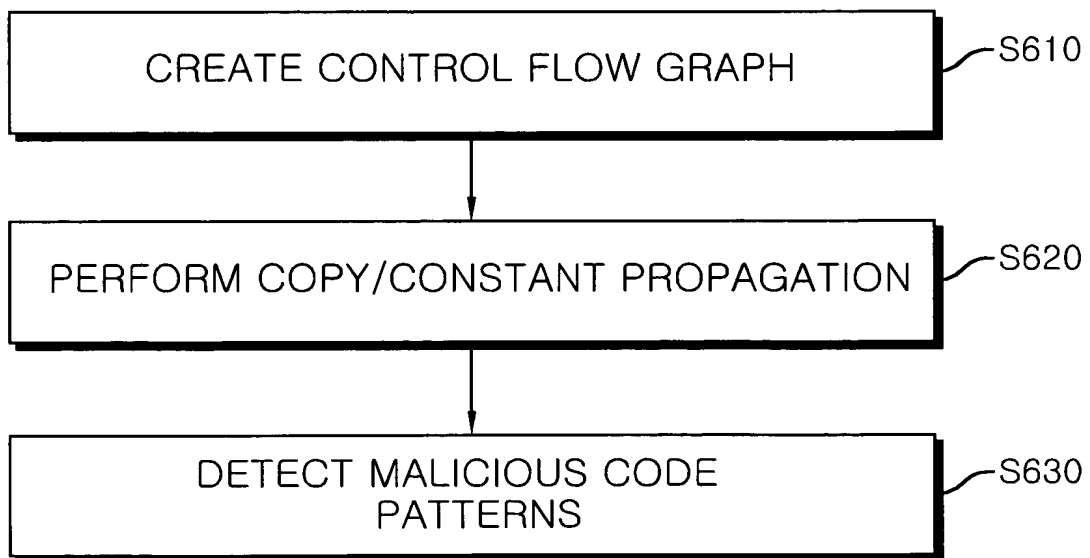 CREATE CONTROL FLOW GRAPH
S610
PERFORM COPY/CONSTANT PROPAGATION
S620
DETECT MALICIOUS CODE
PATTERNS
S630